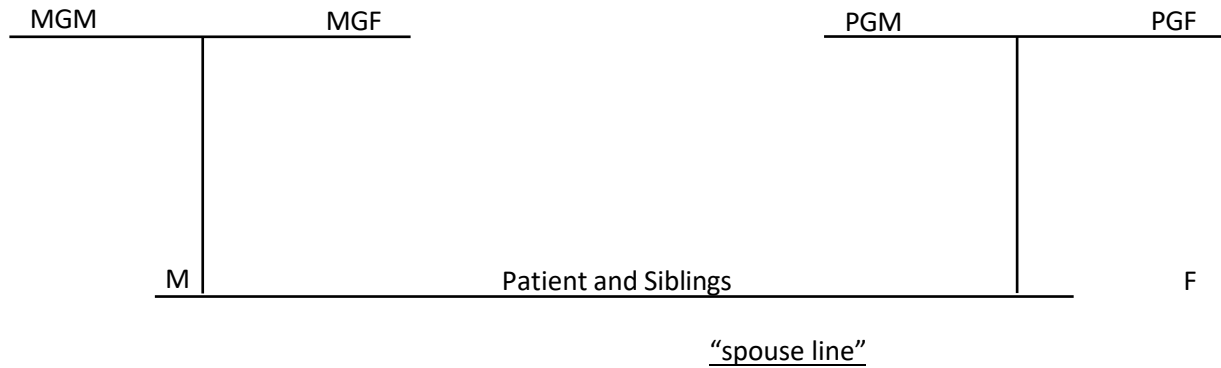 MGM MGF PGM PGF
M Patient and Siblings F
“spouse line”